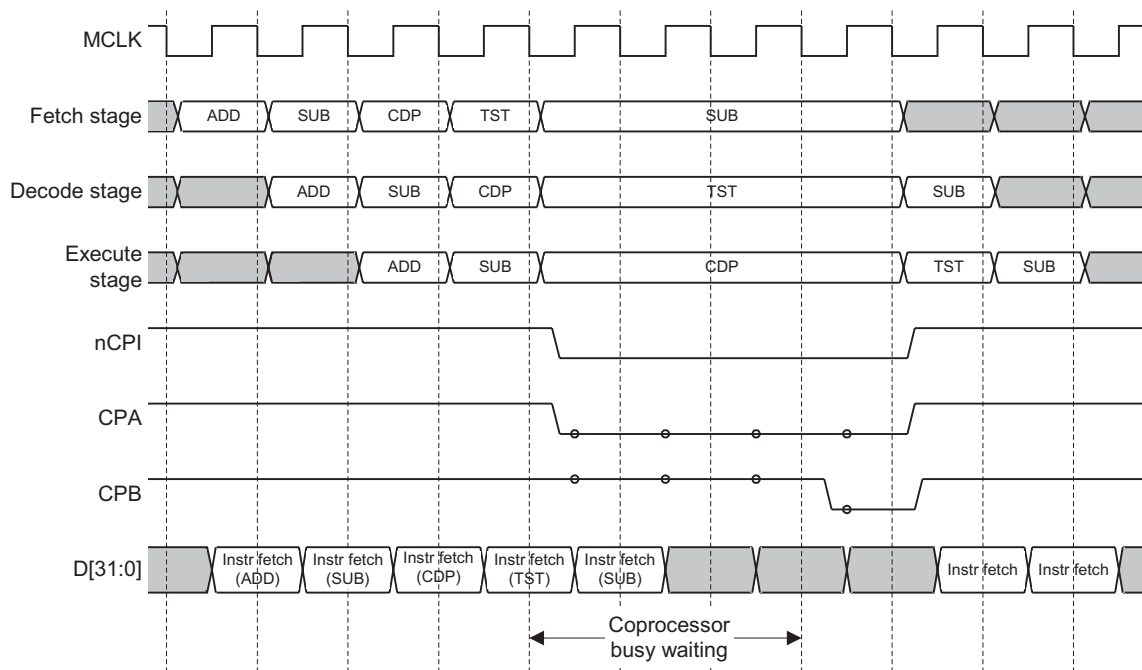 MCLK
Fetch stage
ADD SUB CDP TST SUB
Decode stage
ADD SUB CDP TST SUB
Execute
stage
ADD SUB CDP TST SUB
nCPI
CPA
CPB
D[31:0]
Instr fetch
(ADD)
Instr fetch
(SUB)
Instr fetch
(CDP)
Instr fetch
(TST)
Instr fetch
(SUB)
Instr fetch
Instr fetch
Coprocessor
busy waiting